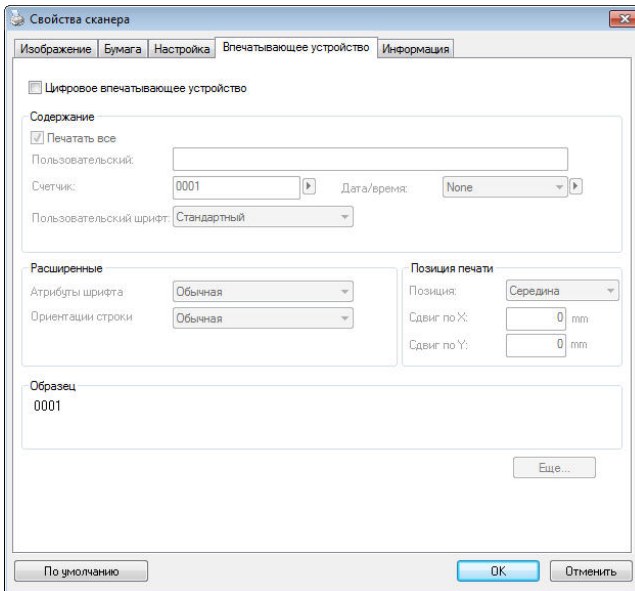 Свойства сканера
Изображение Бумага Настройка Впечатывающее устройство Информация
Цифровое впечатывающее устройство
Содержание
Печатать все
Пользовательский:
Счетчик: 0001 Дата/время: None
Пользовательский шрифт: Стандартный
Расширенные Позиция печати
Атрибуты шрифта Обычная Позиция: Середина
Ориентации строки Обычная Сдвиг по X: 0 mm
Сдвиг по Y: 0 mm
Образец
0001
Еще...
По умолчанию OK Отменить